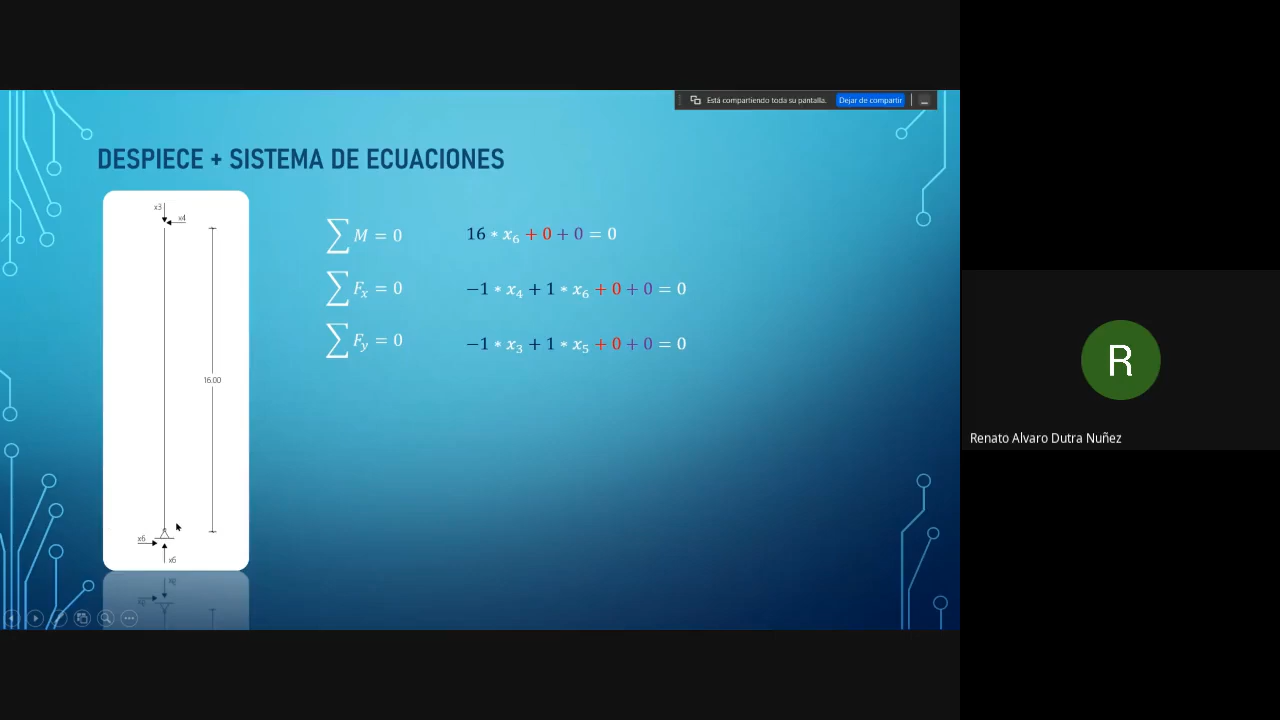 Está compartiendo toda su pantalla. Dejar de compartir
DESPIECE + SISTEMA DE ECUACIONES
x3
x4
16.00
x6
x6
∑ M = 0
16 * x₆ + 0 + 0 = 0
∑ Fₓ = 0
−1 * x₄ + 1 * x₆ + 0 + 0 = 0
∑ Fᵧ = 0
−1 * x₃ + 1 * x₅ + 0 + 0 = 0
R
Renato Alvaro Dutra Nuñez